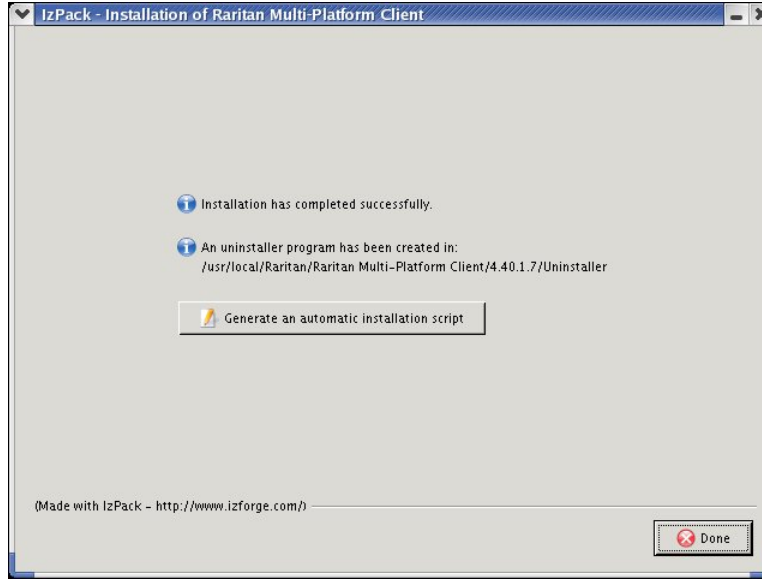 IzPack - Installation of Raritan Multi-Platform Client
Installation has completed successfully.
An uninstaller program has been created in:
/usr/local/Raritan/Raritan Multi-Platform Client/4.40.1.7/Uninstaller
Generate an automatic installation script
(Made with IzPack - http://www.izforge.com/)
Done